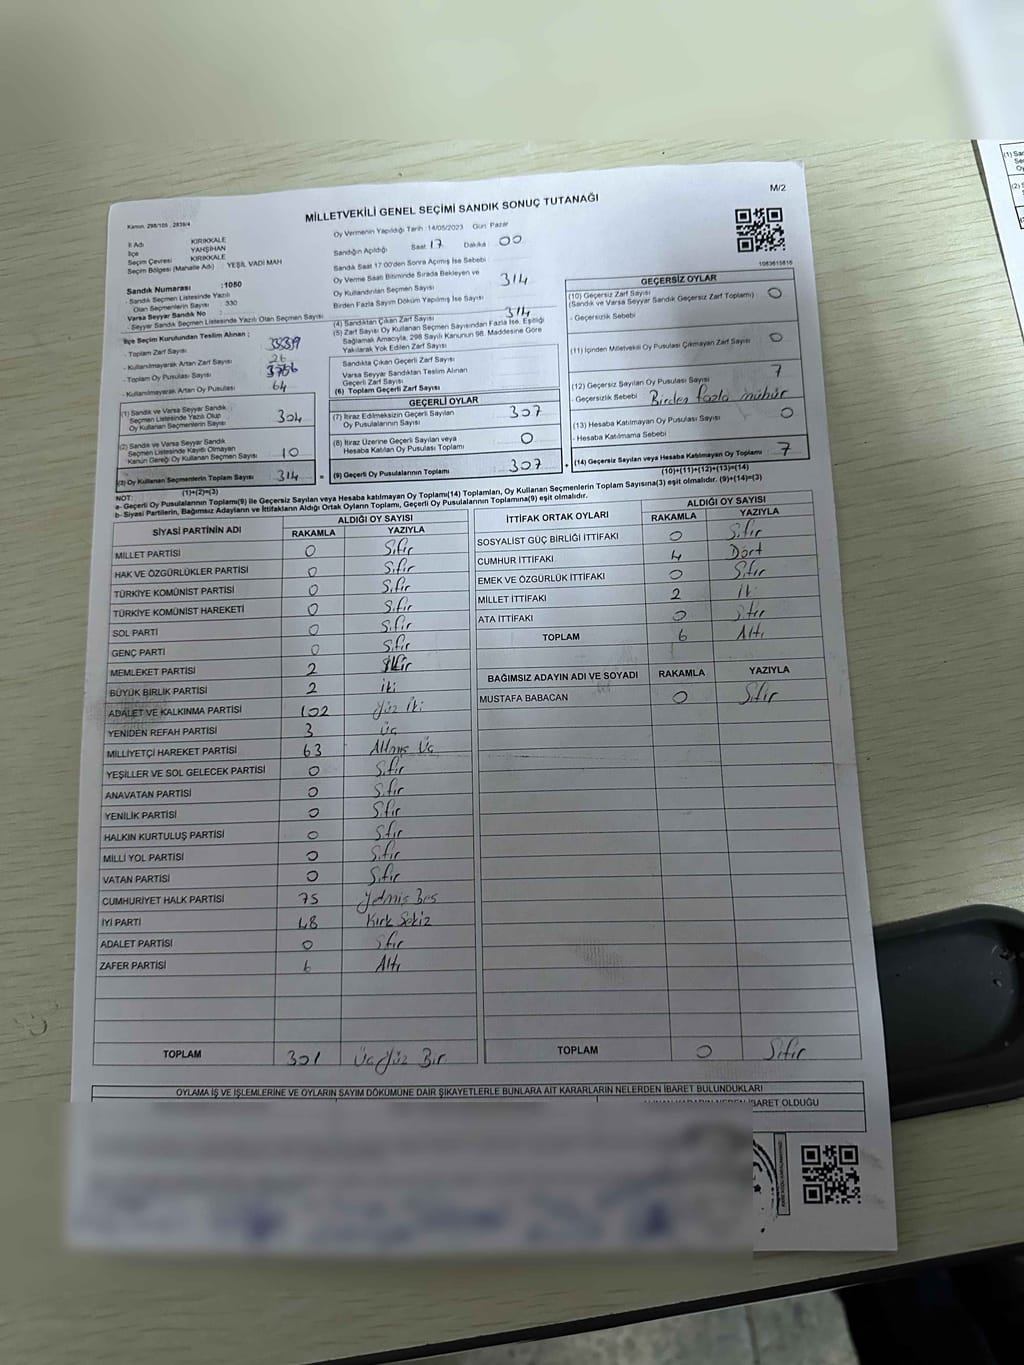 M/2
MİLLETVEKİLİ GENEL SEÇİMİ SANDIK SONUÇ TUTANAĞI
Kanun: 298/105 , 2839/4
Oy Vermenin Yapıldığı Tarih :14/05/2023 Gün: Pazar
İl Adı KIRIKKALE
İlçe YAHŞİHAN
Seçim Çevresi KIRIKKALE
Seçim Bölgesi (Mahalle Adı) : YEŞİL VADİ MAH
Sandık Numarası :1050
- Sandık Seçmen Listesinde Yazılı
Olan Seçmenlerin Sayısı : 330
Varsa Seyyar Sandık No :
- Seyyar Sandık Seçmen Listesinde Yazılı Olan Seçmen Sayısı :
İlçe Seçim Kurulundan Teslim Alınan ;
- Toplam Zarf Sayısı
- Kullanılmayarak Artan Zarf Sayısı 26
- Toplam Oy Pusulası Sayısı
- Kullanılmayarak Artan Oy Pusulası 64
(1) Sandık ve Varsa Seyyar Sandık
Seçmen Listesinde Yazılı Olup
Oy Kullanan Seçmenlerin Sayısı 304
(2) Sandık ve Varsa Seyyar Sandık
Seçmen Listesinde Kayıtlı Olmayan
Kanun Gereği Oy Kullanan Seçmen Sayısı 10
(3) Oy Kullanan Seçmenlerin Toplam Sayısı 314
(1)+(2)=(3)
Sandığın Açıldığı Saat 17 Dakika : 00
Sandık Saat 17:00'den Sonra Açılmış İse Sebebi :
Oy Verme Saati Bitiminde Sırada Bekleyen ve
Oy Kullandırılan Seçmen Sayısı 314
Birden Fazla Sayım Döküm Yapılmış İse Sayısı
(4) Sandıktan Çıkan Zarf Sayısı 314
(5) Zarf Sayısı Oy Kullanan Seçmen Sayısından Fazla İse, Eşitliği
Sağlamak Amacıyla, 298 Sayılı Kanunun 98. Maddesine Göre
Yakılarak Yok Edilen Zarf Sayısı
Sandıkta Çıkan Geçerli Zarf Sayısı
Varsa Seyyar Sandıktan Teslim Alınan
Geçerli Zarf Sayısı
(6) Toplam Geçerli Zarf Sayısı
GEÇERLİ OYLAR
(7) İtiraz Edilmeksizin Geçerli Sayılan
Oy Pusulalarının Sayısı 307
(8) İtiraz Üzerine Geçerli Sayılan veya
Hesaba Katılan Oy Pusulası Toplamı 0
(9) Geçerli Oy Pusulalarının Toplamı 307
1083615816
GEÇERSİZ OYLAR
(10) Geçersiz Zarf Sayısı 0
(Sandık ve Varsa Seyyar Sandık Geçersiz Zarf Toplamı)
- Geçersizlik Sebebi
(11) İçinden Milletvekili Oy Pusulası Çıkmayan Zarf Sayısı 0
(12) Geçersiz Sayılan Oy Pusulası Sayısı 7
- Geçersizlik Sebebi Birden fazla mühür
(13) Hesaba Katılmayan Oy Pusulası Sayısı 0
- Hesaba Katılmama Sebebi
(14) Geçersiz Sayılan veya Hesaba Katılmayan Oy Toplamı 7
(10)+(11)+(12)+(13)=(14)
NOT:
a- Geçerli Oy Pusulalarının Toplamı(9) ile Geçersiz Sayılan veya Hesaba katılmayan Oy Toplamı(14) Toplamları, Oy Kullanan Seçmenlerin Toplam Sayısına(3) eşit olmalıdır. (9)+(14)=(3)
b- Siyasi Partilerin, Bağımsız Adayların ve İttifakların Aldığı Ortak Oyların Toplamı, Geçerli Oy Pusulalarının Toplamına(9) eşit olmalıdır.
SİYASİ PARTİNİN ADI ALDIĞI OY SAYISI
RAKAMLA YAZIYLA
MİLLET PARTİSİ 0 Sıfır
HAK VE ÖZGÜRLÜKLER PARTİSİ 0 Sıfır
TÜRKİYE KOMÜNİST PARTİSİ 0 Sıfır
TÜRKİYE KOMÜNİST HAREKETİ 0 Sıfır
SOL PARTİ 0 Sıfır
GENÇ PARTİ 0 Sıfır
MEMLEKET PARTİSİ 2
BÜYÜK BİRLİK PARTİSİ 2 iki
ADALET VE KALKINMA PARTİSİ 102 Yüz İki
YENİDEN REFAH PARTİSİ 3 Üç
MİLLİYETÇİ HAREKET PARTİSİ 63 Altmış Üç
YEŞİLLER VE SOL GELECEK PARTİSİ 0 Sıfır
ANAVATAN PARTİSİ 0 Sıfır
YENİLİK PARTİSİ 0 Sıfır
HALKIN KURTULUŞ PARTİSİ 0 Sıfır
MİLLİ YOL PARTİSİ 0 Sıfır
VATAN PARTİSİ 0 Sıfır
CUMHURİYET HALK PARTİSİ 75 Yetmiş Beş
İYİ PARTİ 48 Kırk Sekiz
ADALET PARTİSİ 0 Sıfır
ZAFER PARTİSİ 6 Altı
TOPLAM 301 Üç Yüz Bir
İTTİFAK ORTAK OYLARI ALDIĞI OY SAYISI
RAKAMLA YAZIYLA
SOSYALİST GÜÇ BİRLİĞİ İTTİFAKI 0 Sıfır
CUMHUR İTTİFAKI 4 Dört
EMEK VE ÖZGÜRLÜK İTTİFAKI 0 Sıfır
MİLLET İTTİFAKI 2 İki
ATA İTTİFAKI 0 Sıfır
TOPLAM 6 Altı
BAĞIMSIZ ADAYIN ADI VE SOYADI RAKAMLA YAZIYLA
MUSTAFA BABACAN 0 Sıfır
TOPLAM 0 Sıfır
OYLAMA İŞ VE İŞLEMLERİNE VE OYLARIN SAYIM DÖKÜMÜNE DAİR ŞİKAYETLERLE BUNLARA AİT KARARLARIN NELERDEN İBARET BULUNDUKLARI
İBARET OLDUĞU